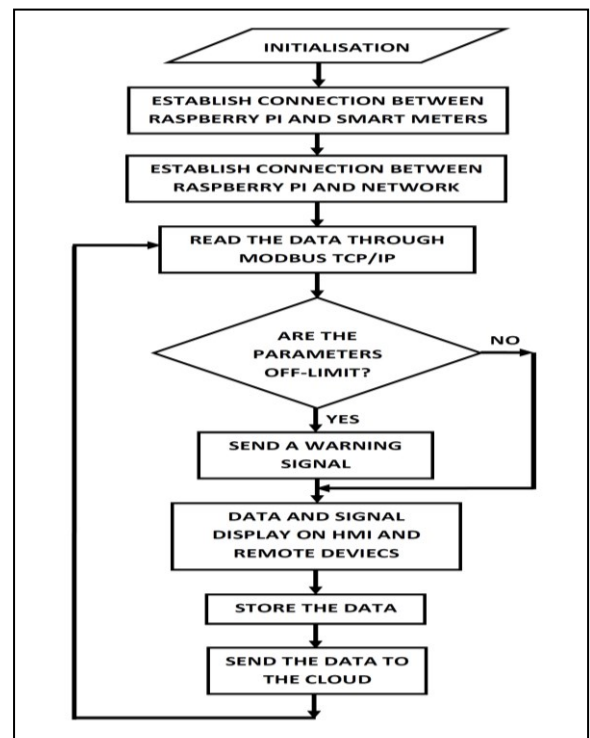 INITIALISATION
ESTABLISH CONNECTION BETWEEN
RASPBERRY PI AND SMART METERS
ESTABLISH CONNECTION BETWEEN
RASPBERRY PI AND NETWORK
READ THE DATA THROUGH
MODBUS TCP/IP
ARE THE
PARAMETERS
OFF-LIMIT?
NO
YES
SEND A WARNING
SIGNAL
DATA AND SIGNAL
DISPLAY ON HMI AND
REMOTE DEVIECS
STORE THE DATA
SEND THE DATA TO
THE CLOUD